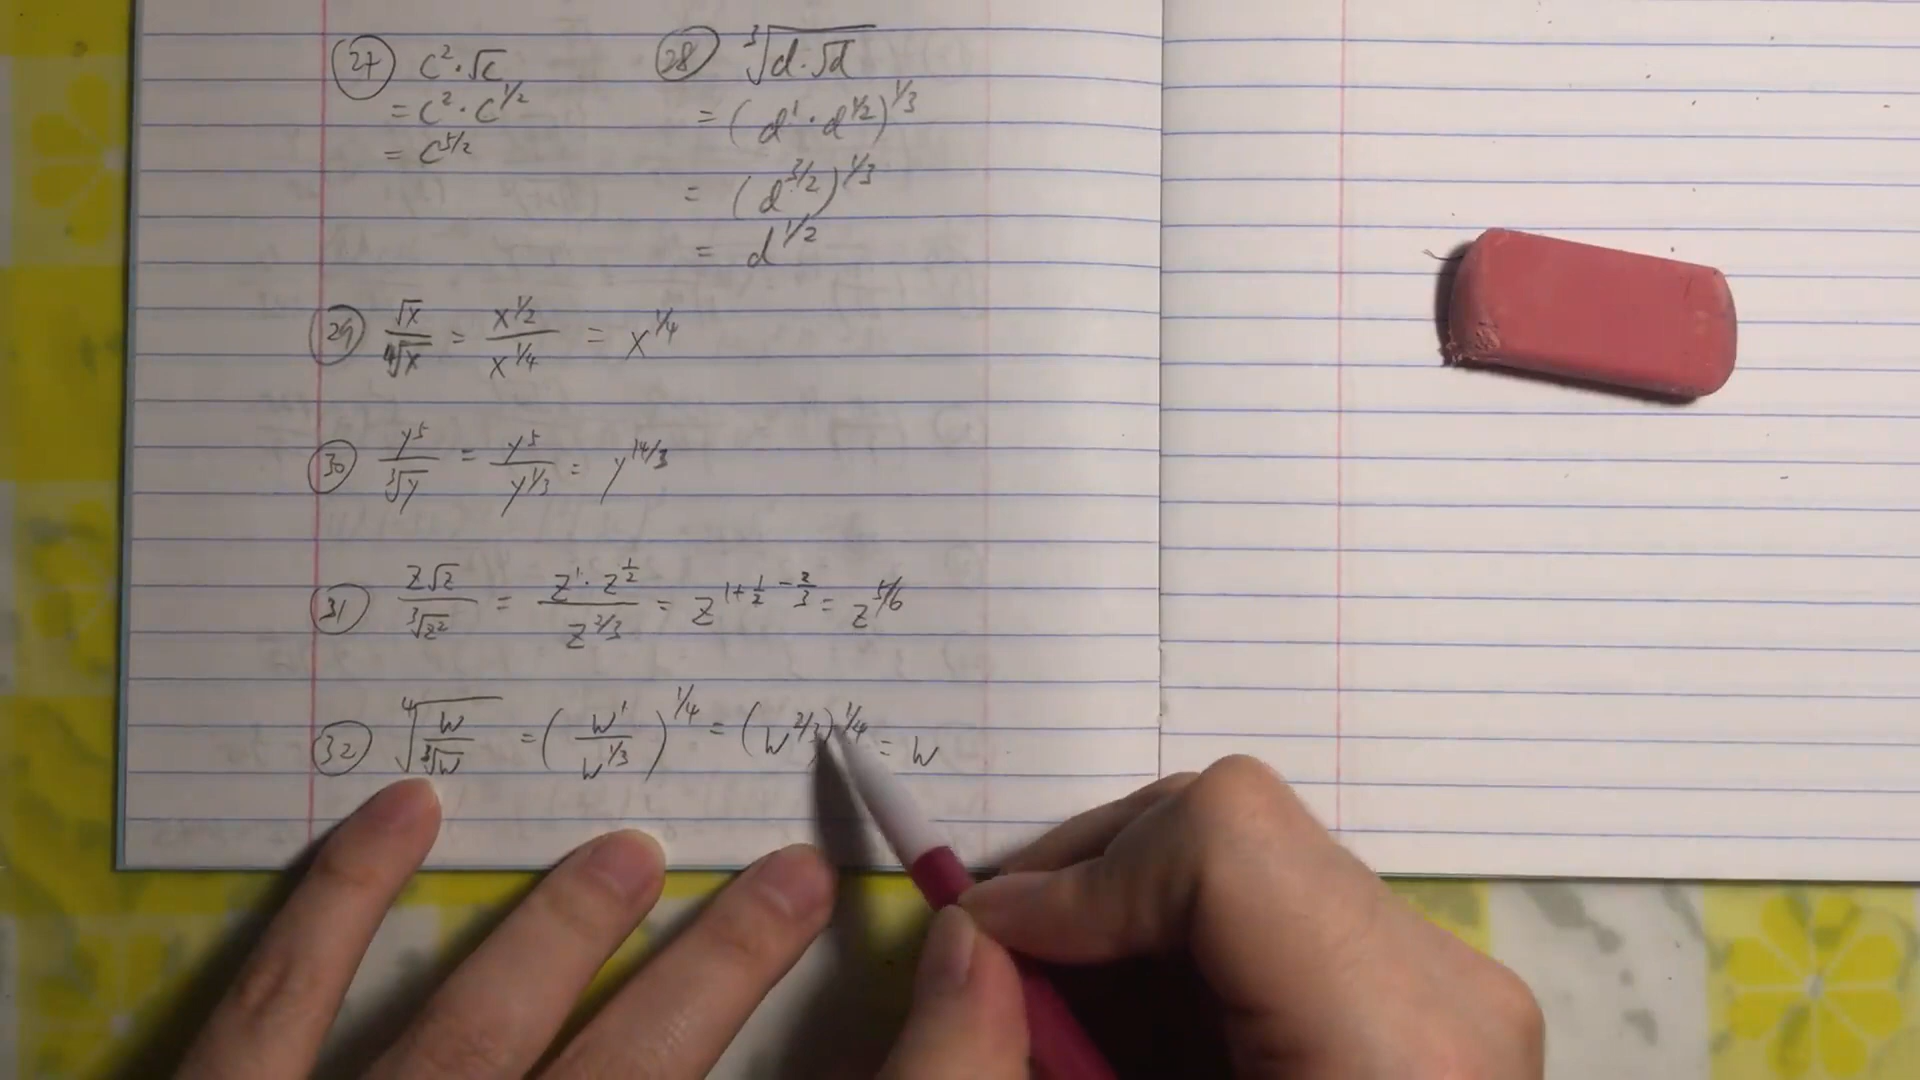 27 c²·√c
= c²·c^1/2
= c^5/2
28 ∛(d·√d)
= (d¹·d^1/2)^1/3
= (d^3/2)^1/3
= d^1/2
29 √x/∜x = x^1/2/x^1/4 = x^1/4
30 y⁵/∛y = y⁵/y^1/3 = y^14/3
31 z√z/∛z² = z¹·z^1/2/z^2/3 = z^1+1/2-2/3 = z^5/6
32 ∜(w/∛w) = (w¹/w^1/3)^1/4 = (w^2/3)^1/4 = w